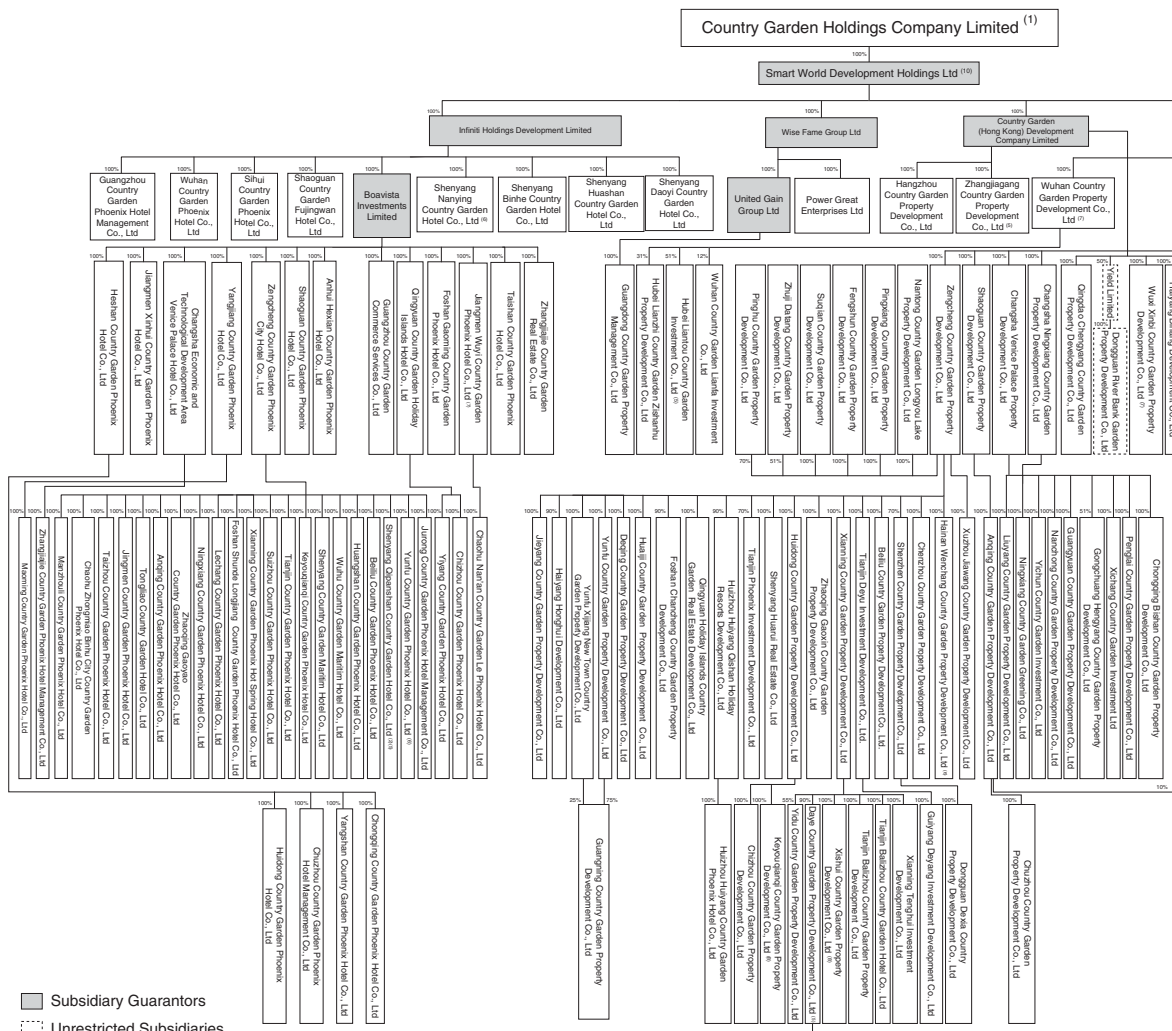 Country Garden Holdings Company Limited (1)
100%
Smart World Development Holdings Ltd (10)
100%
100%
100%
Infiniti Holdings Development Limited
Wise Fame Group Ltd
Country Garden
(Hong Kong) Development
Company Limited
Guangzhou
Country
Garden
Phoenix Hotel
Management
Co., Ltd
Wuhan
Country
Garden
Phoenix
Hotel Co., Ltd
Sihui
Country
Garden
Phoenix
Hotel Co., Ltd
Shaoguan
Country
Garden
Fujingwan Hotel
Co., Ltd
Boavista
Investments
Limited
Shenyang
Nanying
Country Garden
Hotel Co., Ltd (6)
Shenyang
Binhe Country
Garden Hotel
Co., Ltd
Shenyang
Huashan
Country Garden
Hotel Co., Ltd
Shenyang
Daoyi Country
Garden
Hotel Co., Ltd
United Gain
Group Ltd
Power Great
Enterprises Ltd
Hangzhou
Country Garden
Property
Development
Co., Ltd
Zhangjiagang
Country Garden
Property
Development
Co., Ltd (5)
Wuhan Country
Garden Property
Development Co.,
Ltd (7)
Heshan Country Garden Phoenix
Hotel Co., Ltd
Jiangmen Xinhui Country Garden Phoenix
Hotel Co., Ltd
Changsha Economic and
Technological Development Area
Venice Palace Hotel Co., Ltd
Yangjiang Country Garden Phoenix
Hotel Co., Ltd
Zengcheng Country Garden Phoenix
City Hotel Co., Ltd
Shaoguan Country Garden Phoenix
Hotel Co., Ltd
Anhui Hexian Country Garden Phoenix
Hotel Co., Ltd
Guangzhou Country Garden
Commerce Services Co., Ltd
Qingyuan Country Garden Holiday
Islands Hotel Co., Ltd
Foshan Gaoming Country Garden
Phoenix Hotel Co., Ltd
Jiangmen Wuyi Country Garden
Phoenix Hotel Co., Ltd
Taishan Country Garden Phoenix
Hotel Co., Ltd
Zhangjiajie Country Garden
Real Estate Co., Ltd
Guangdong Country Garden Property
Management Co., Ltd
Hubei Lianzhi Country Garden Zishanhu
Property Development Co., Ltd
Hubei Liantou Country Garden
Investment Co., Ltd (3)
Wuhan Country Garden Lianfa Investment
Co., Ltd
Pinghu Country Garden Property
Development Co., Ltd
Zhuji Datang Country Garden Property
Development Co., Ltd
Surjian Country Garden Property
Development Co., Ltd
Fengshun Country Garden Property
Development Co., Ltd
Pingxiang Country Garden Property
Development Co., Ltd
Nantong Country Garden Longyou Lake
Property Development Co., Ltd
Zengcheng Country Garden Property
Development Co., Ltd
Shaoguan Country Garden Property
Development Co., Ltd
Changsha Venice Palace Property
Development Co., Ltd
Changsha Ningxiang Country Garden
Property Development Co., Ltd
Qingdao Chengyang Country Garden
Property Development Co., Ltd
Yield Limited
Dongguan River Bank Garden
Property Development Co., Ltd
Wuxi Xinbi Country Garden Property
Development Co., Ltd (7)
Maoming Country Garden Phoenix Hotel Co., Ltd
Zhangjiajie Country Garden Phoenix Hotel Management Co., Ltd
Manzhouli Country Garden Phoenix Hotel Co., Ltd
Chaohu Zhongmiao Binhu City Country Garden
Phoenix Hotel Co., Ltd
Taizhou Country Garden Phoenix Hotel Co., Ltd
Jingmen Country Garden Phoenix Hotel Co., Ltd
Tongliao Country Garden Hotel Co., Ltd
Anqing Country Garden Phoenix Hotel Co., Ltd
Zhaoqing Gaoyao
Country Garden Phoenix Hotel Co., Ltd
Ningxiang Country Garden Phoenix Hotel Co., Ltd
Lechang Country Garden Phoenix Hotel Co., Ltd
Foshan Shunde Longjiang Country Garden Phoenix Hotel Co., Ltd
Xianning Country Garden Phoenix Hot Spring Hotel Co., Ltd
Suizhou Country Garden Phoenix Hotel Co., Ltd
Tianjin Country Garden Phoenix Hotel Co., Ltd
Keyouqianqi Country Garden Phoenix Hotel Co., Ltd
Shenyang Country Garden Maritim Hotel Co., Ltd
Wuhu Country Garden Maritim Hotel Co., Ltd
Huangshan Country Garden Phoenix Hotel Co., Ltd
Beiliu Country Garden Phoenix Hotel Co., Ltd
Shenyang Qipanshan Country Garden Hotel Co., Ltd
Yunfu Country Garden Phoenix Hotel Co., Ltd
Jurong Country Garden Phoenix Hotel Management Co., Ltd
Yiyang Country Garden Phoenix Hotel Co., Ltd
Chizhou Country Garden Phoenix Hotel Co., Ltd
Chaohu Nan'an Country Garden Le Phoenix Hotel Co., Ltd
Jieyang Country Garden Property Development Co., Ltd
Haiyang Honghui Development Co., Ltd
Yunfu Xijiang New Town Country
Garden Property Development Co., Ltd
Yunfu Country Garden Property Development Co., Ltd
Deqing Country Garden Property Development Co., Ltd
Huaiji Country Garden Property Development Co., Ltd
Foshan Chancheng Country Garden Property
Development Co., Ltd
Qingyuan Holiday Islands Country
Garden Real Estate Development Co., Ltd
Huizhou Huiyang Qishan Holiday
Resorts Development Co., Ltd
Tianjin Phoenix Investment Development Co., Ltd
Shenyang Huarui Real Estate Co., Ltd
Huidong Country Garden Property Development Co., Ltd
Zhaoqing Gaoxin Country Garden
Property Development Co., Ltd
Xianning Country Garden Property Development Co., Ltd
Tianjin Deyu Investment Development Co., Ltd
Beiliu Country Garden Property Development Co., Ltd
Shenzhen Country Garden Property Development Co., Ltd
Chenzhou Country Garden Property Development Co., Ltd
Hainan Wenchang Country Garden Property Development Co., Ltd (4)
Xuzhou Jiawang Country Garden Property Development Co., Ltd
Anqing Country Garden Property Development Co., Ltd
Liuyang Country Garden Property Development Co., Ltd
Ningxia Country Garden Greening Co., Ltd
Yichun Country Garden Investment Co., Ltd
Nanchong Country Garden Property Development Co., Ltd
Guangyuan Country Garden Property Development Co., Ltd
Gongchuang Hengyang Country Garden Property
Development Co., Ltd
Xichang Country Garden Investment Ltd
Penglai Country Garden Property Development Co., Ltd
Chongqing Bishan Country Garden Property
Development Co., Ltd
10%
Huidong Country Garden Phoenix
Hotel Co., Ltd
Chuzhou Country Garden Phoenix
Hotel Management Co., Ltd
Yangshan Country Garden Phoenix Hotel Co., Ltd
Chongqing Country Garden Phoenix Hotel Co., Ltd
25%
75%
Guangning Country Garden Property
Development Co., Ltd
Huizhou Huiyang Country Garden
Phoenix Hotel Co., Ltd
Chizhou Country Garden Property
Development Co., Ltd
Keyouqianqi Country Garden Property
Development Co., Ltd
Yidu Country Garden Property Development Co., Ltd
Daye Country Garden Property Development Co., Ltd
Xishui Country Garden Property
Development Co., Ltd
Tianjin Balizhou Country Garden Property
Development Co., Ltd
Tianjin Balizhou Country Garden Hotel Co., Ltd
Xianning Tenghui Investment
Development Co., Ltd
Guiyang Deyang Investment Development Co., Ltd
Dongguan Dexia Country
Property Development Co., Ltd
Chuzhou Country Garden
Property Development Co., Ltd
Subsidiary Guarantors
Unrestricted Subsidiaries